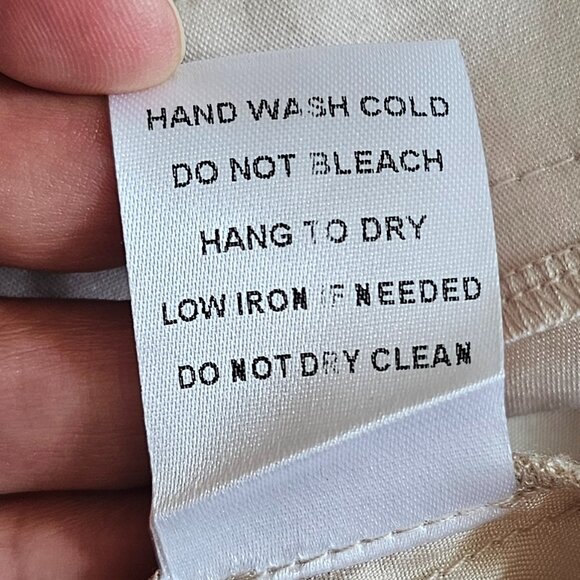 HAND WASH COLD
DO NOT BLEACH
HANG TO DRY
LOW IRON IF NEEDED
DO NOT DRY CLEAN